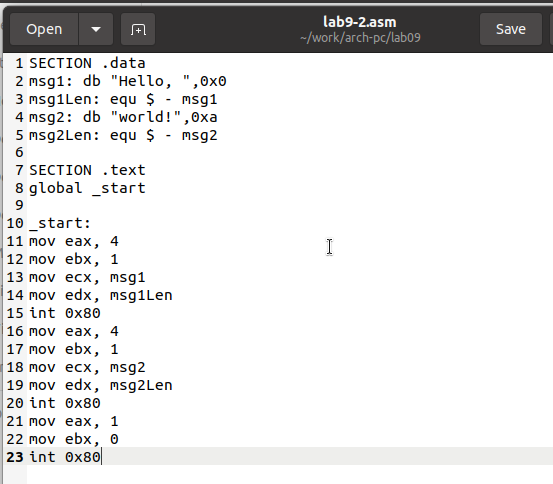 Open
lab9-2.asm
~/work/arch-pc/lab09
Save
1 SECTION .data
2 msg1: db "Hello, ",0x0
3 msg1Len: equ $ - msg1
4 msg2: db "world!",0xa
5 msg2Len: equ $ - msg2
6
7 SECTION .text
8 global _start
9
10 _start:
11 mov eax, 4
12 mov ebx, 1
13 mov ecx, msg1
14 mov edx, msg1Len
15 int 0x80
16 mov eax, 4
17 mov ebx, 1
18 mov ecx, msg2
19 mov edx, msg2Len
20 int 0x80
21 mov eax, 1
22 mov ebx, 0
23 int 0x80